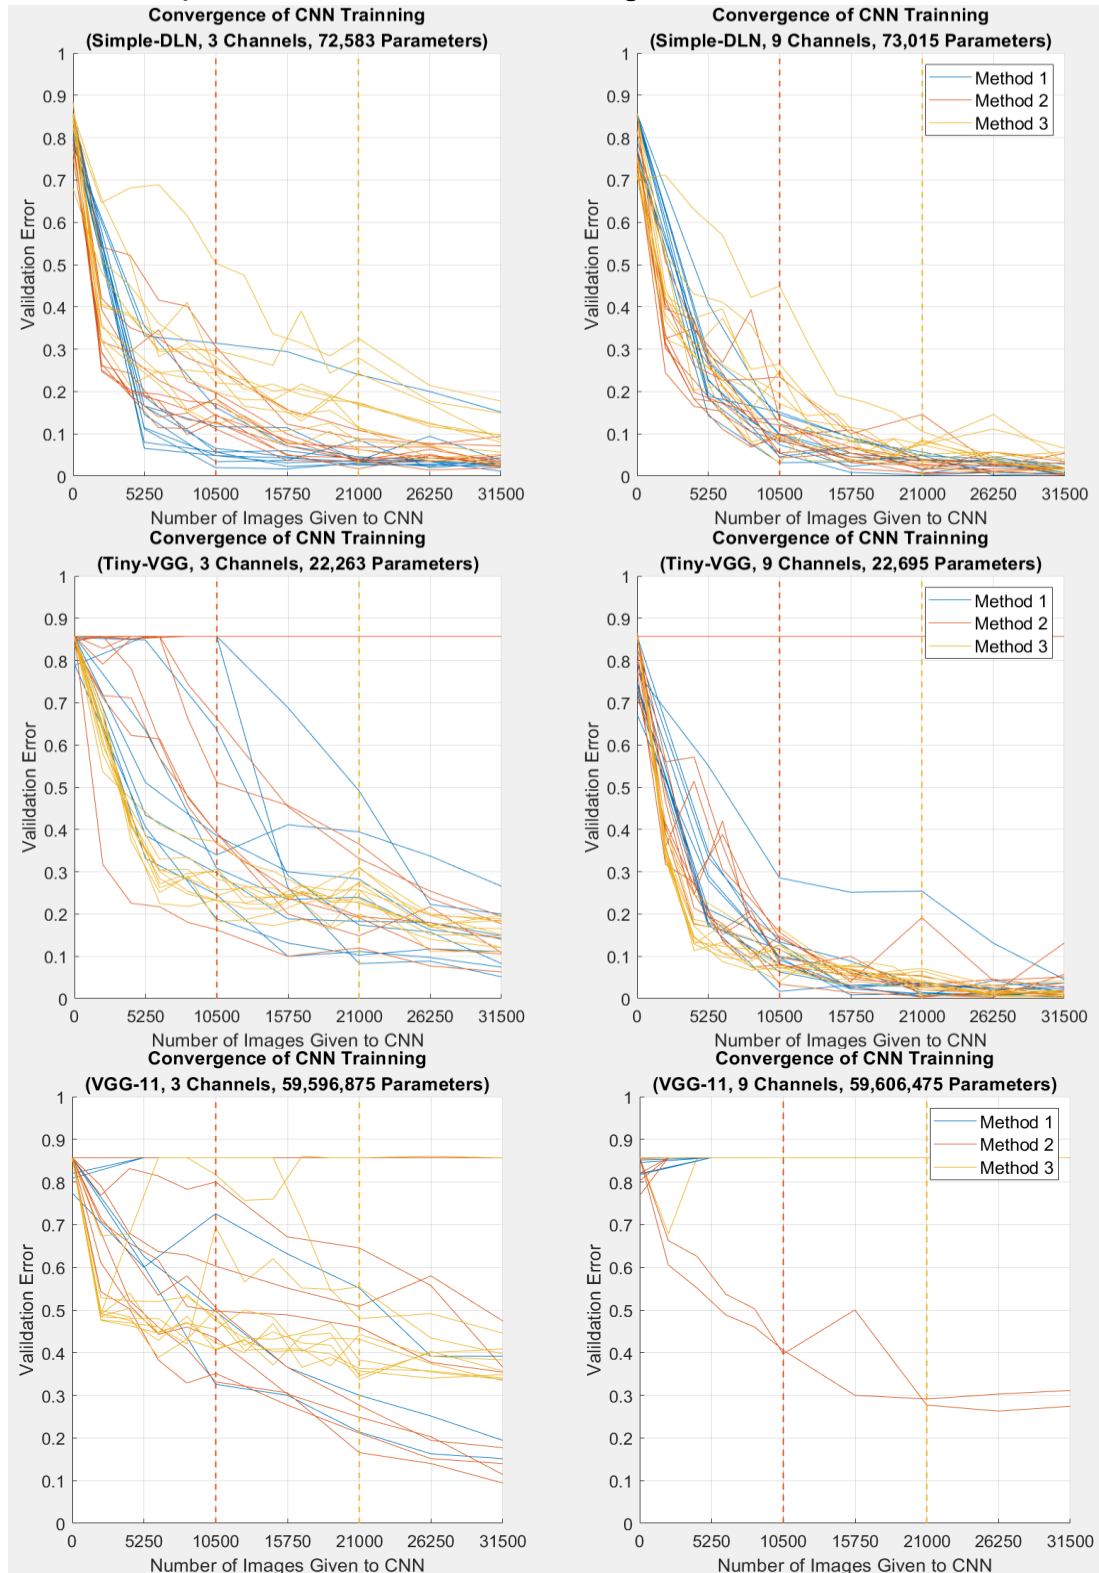 Convergence of CNN Trainning
(Simple-DLN, 3 Channels, 72,583 Parameters)
1
0.9
0.8
0.7
0.6
0.5
0.4
0.3
0.2
0.1
0
Valildation Error
0 5250 10500 15750 21000 26250 31500
Number of Images Given to CNN
Convergence of CNN Trainning
(Simple-DLN, 9 Channels, 73,015 Parameters)
Method 1
Method 2
Method 3
1
0.9
0.8
0.7
0.6
0.5
0.4
0.3
0.2
0.1
0
Valildation Error
0 5250 10500 15750 21000 26250 31500
Number of Images Given to CNN
Convergence of CNN Trainning
(Tiny-VGG, 3 Channels, 22,263 Parameters)
1
0.9
0.8
0.7
0.6
0.5
0.4
0.3
0.2
0.1
0
Valildation Error
0 5250 10500 15750 21000 26250 31500
Number of Images Given to CNN
Convergence of CNN Trainning
(Tiny-VGG, 9 Channels, 22,695 Parameters)
Method 1
Method 2
Method 3
1
0.9
0.8
0.7
0.6
0.5
0.4
0.3
0.2
0.1
0
Valildation Error
0 5250 10500 15750 21000 26250 31500
Number of Images Given to CNN
Convergence of CNN Trainning
(VGG-11, 3 Channels, 59,596,875 Parameters)
1
0.9
0.8
0.7
0.6
0.5
0.4
0.3
0.2
0.1
0
Valildation Error
0 5250 10500 15750 21000 26250 31500
Number of Images Given to CNN
Convergence of CNN Trainning
(VGG-11, 9 Channels, 59,606,475 Parameters)
Method 1
Method 2
Method 3
1
0.9
0.8
0.7
0.6
0.5
0.4
0.3
0.2
0.1
0
Valildation Error
0 5250 10500 15750 21000 26250 31500
Number of Images Given to CNN